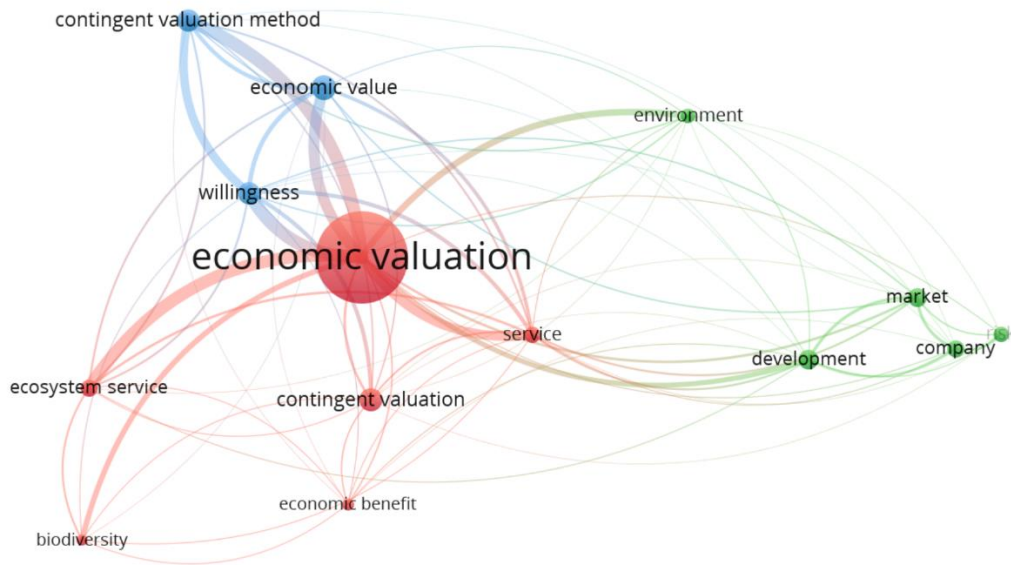 contingent valuation method
economic value
environment
willingness
economic valuation
market
service
risk
company
development
ecosystem service
contingent valuation
economic benefit
biodiversity